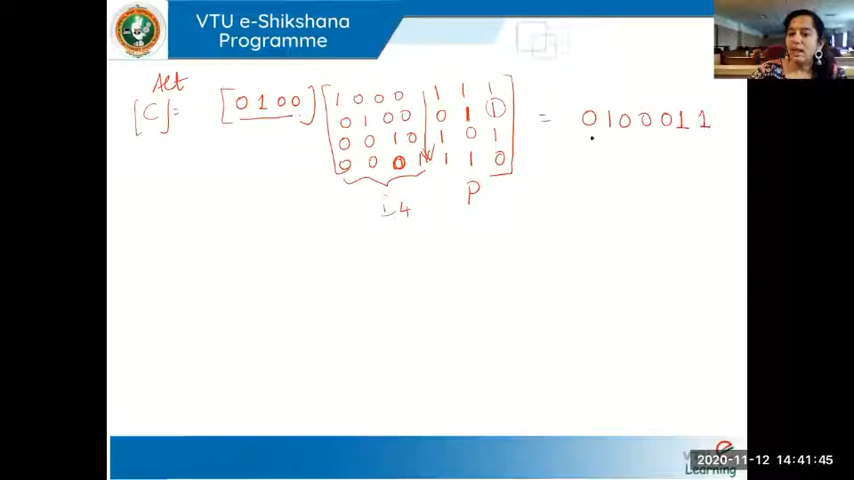 VTU e-Shikshana
Programme
Alt
[C]= [0 1 0 0] [1 0 0 0 1 1 1 = 0 1 0 0 0 1 1
0 1 0 0 0 1 1
0 0 1 0 1 0 1
0 0 0 1 1 1 0]
I4 P
2020-11-12 14:41:45
Learning